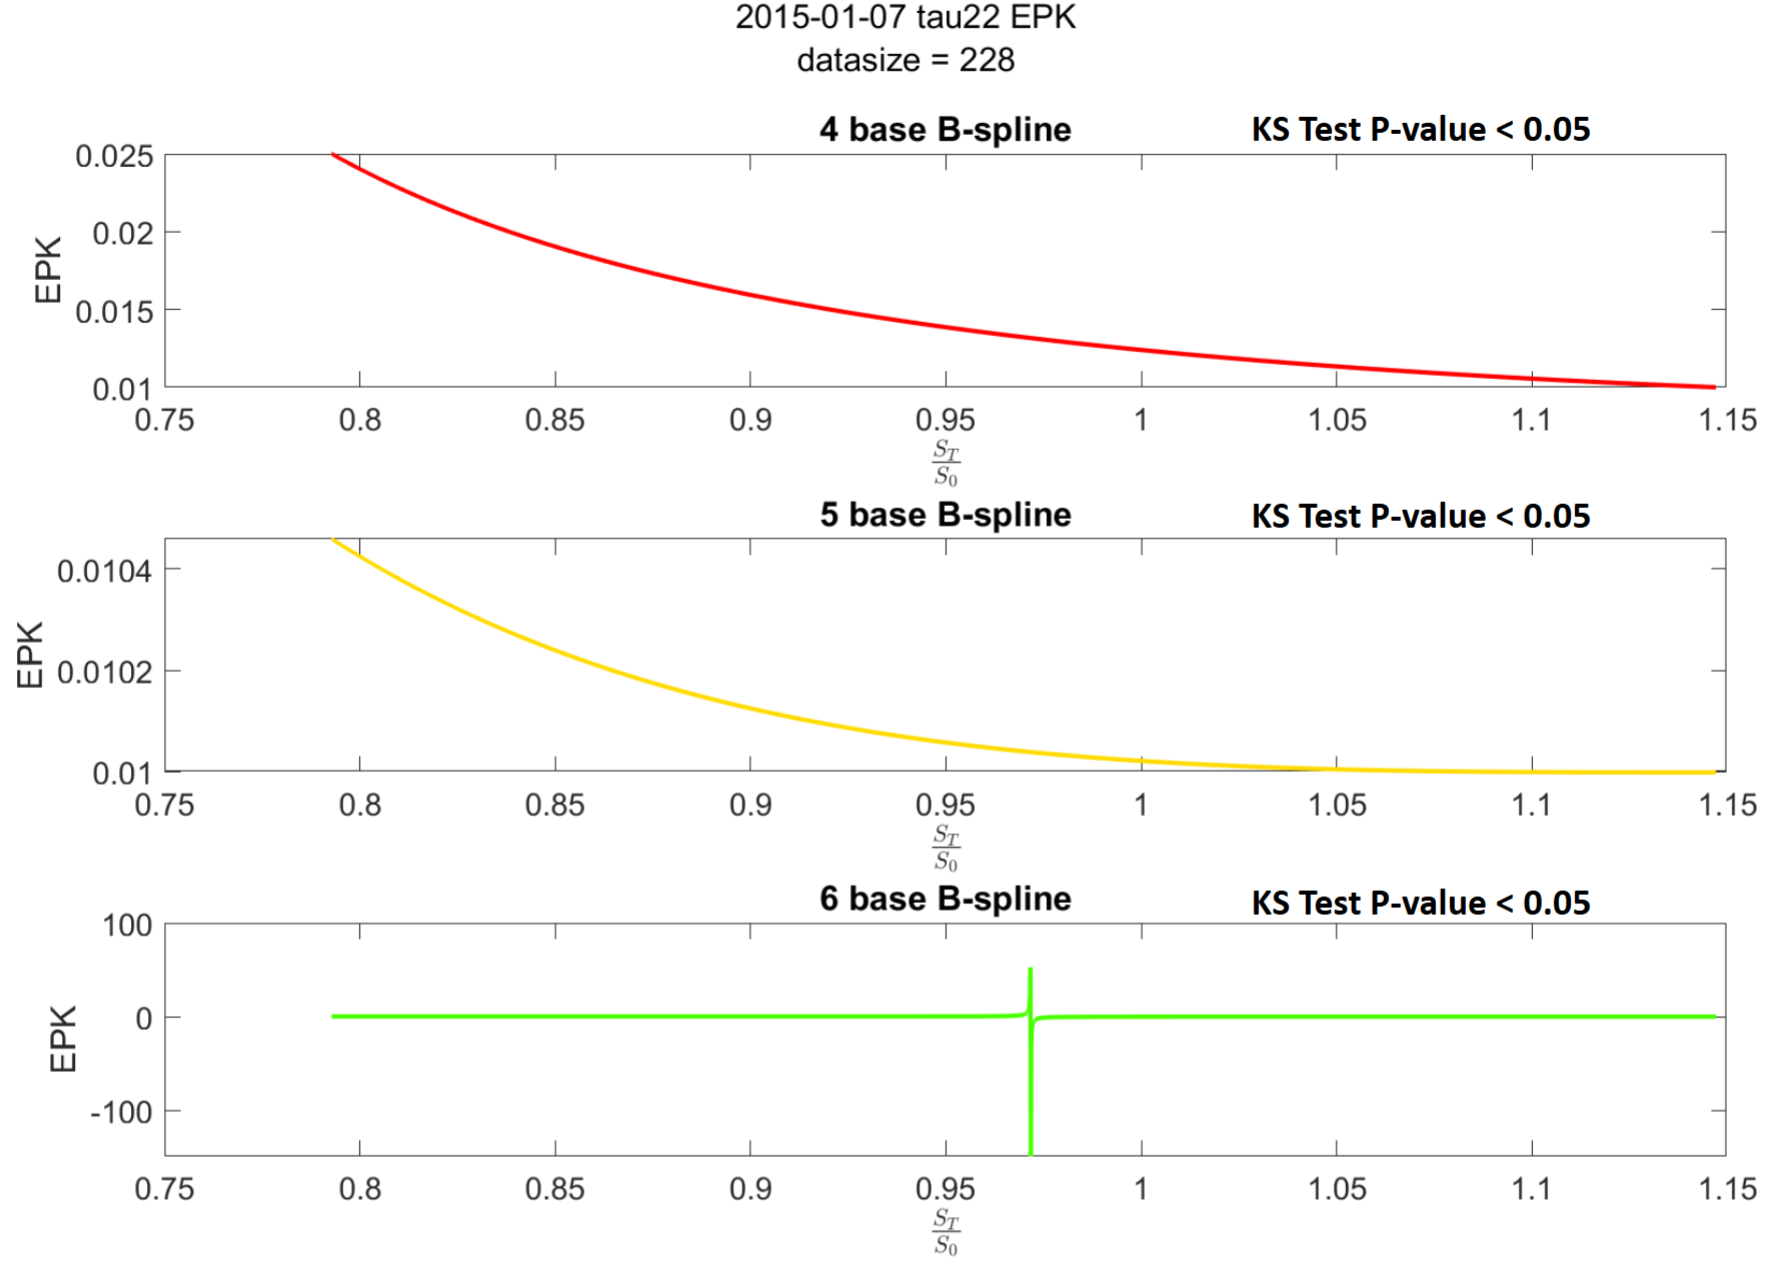 2015-01-07 tau22 EPK
datasize = 228
4 base B-spline KS Test P-value < 0.05
0.025
0.02
0.015
0.01
EPK
0.75 0.8 0.85 0.9 0.95 1 1.05 1.1 1.15
S_T
S_0
5 base B-spline KS Test P-value < 0.05
0.0104
0.0102
0.01
EPK
0.75 0.8 0.85 0.9 0.95 1 1.05 1.1 1.15
S_T
S_0
6 base B-spline KS Test P-value < 0.05
100
0
-100
EPK
0.75 0.8 0.85 0.9 0.95 1 1.05 1.1 1.15
S_T
S_0